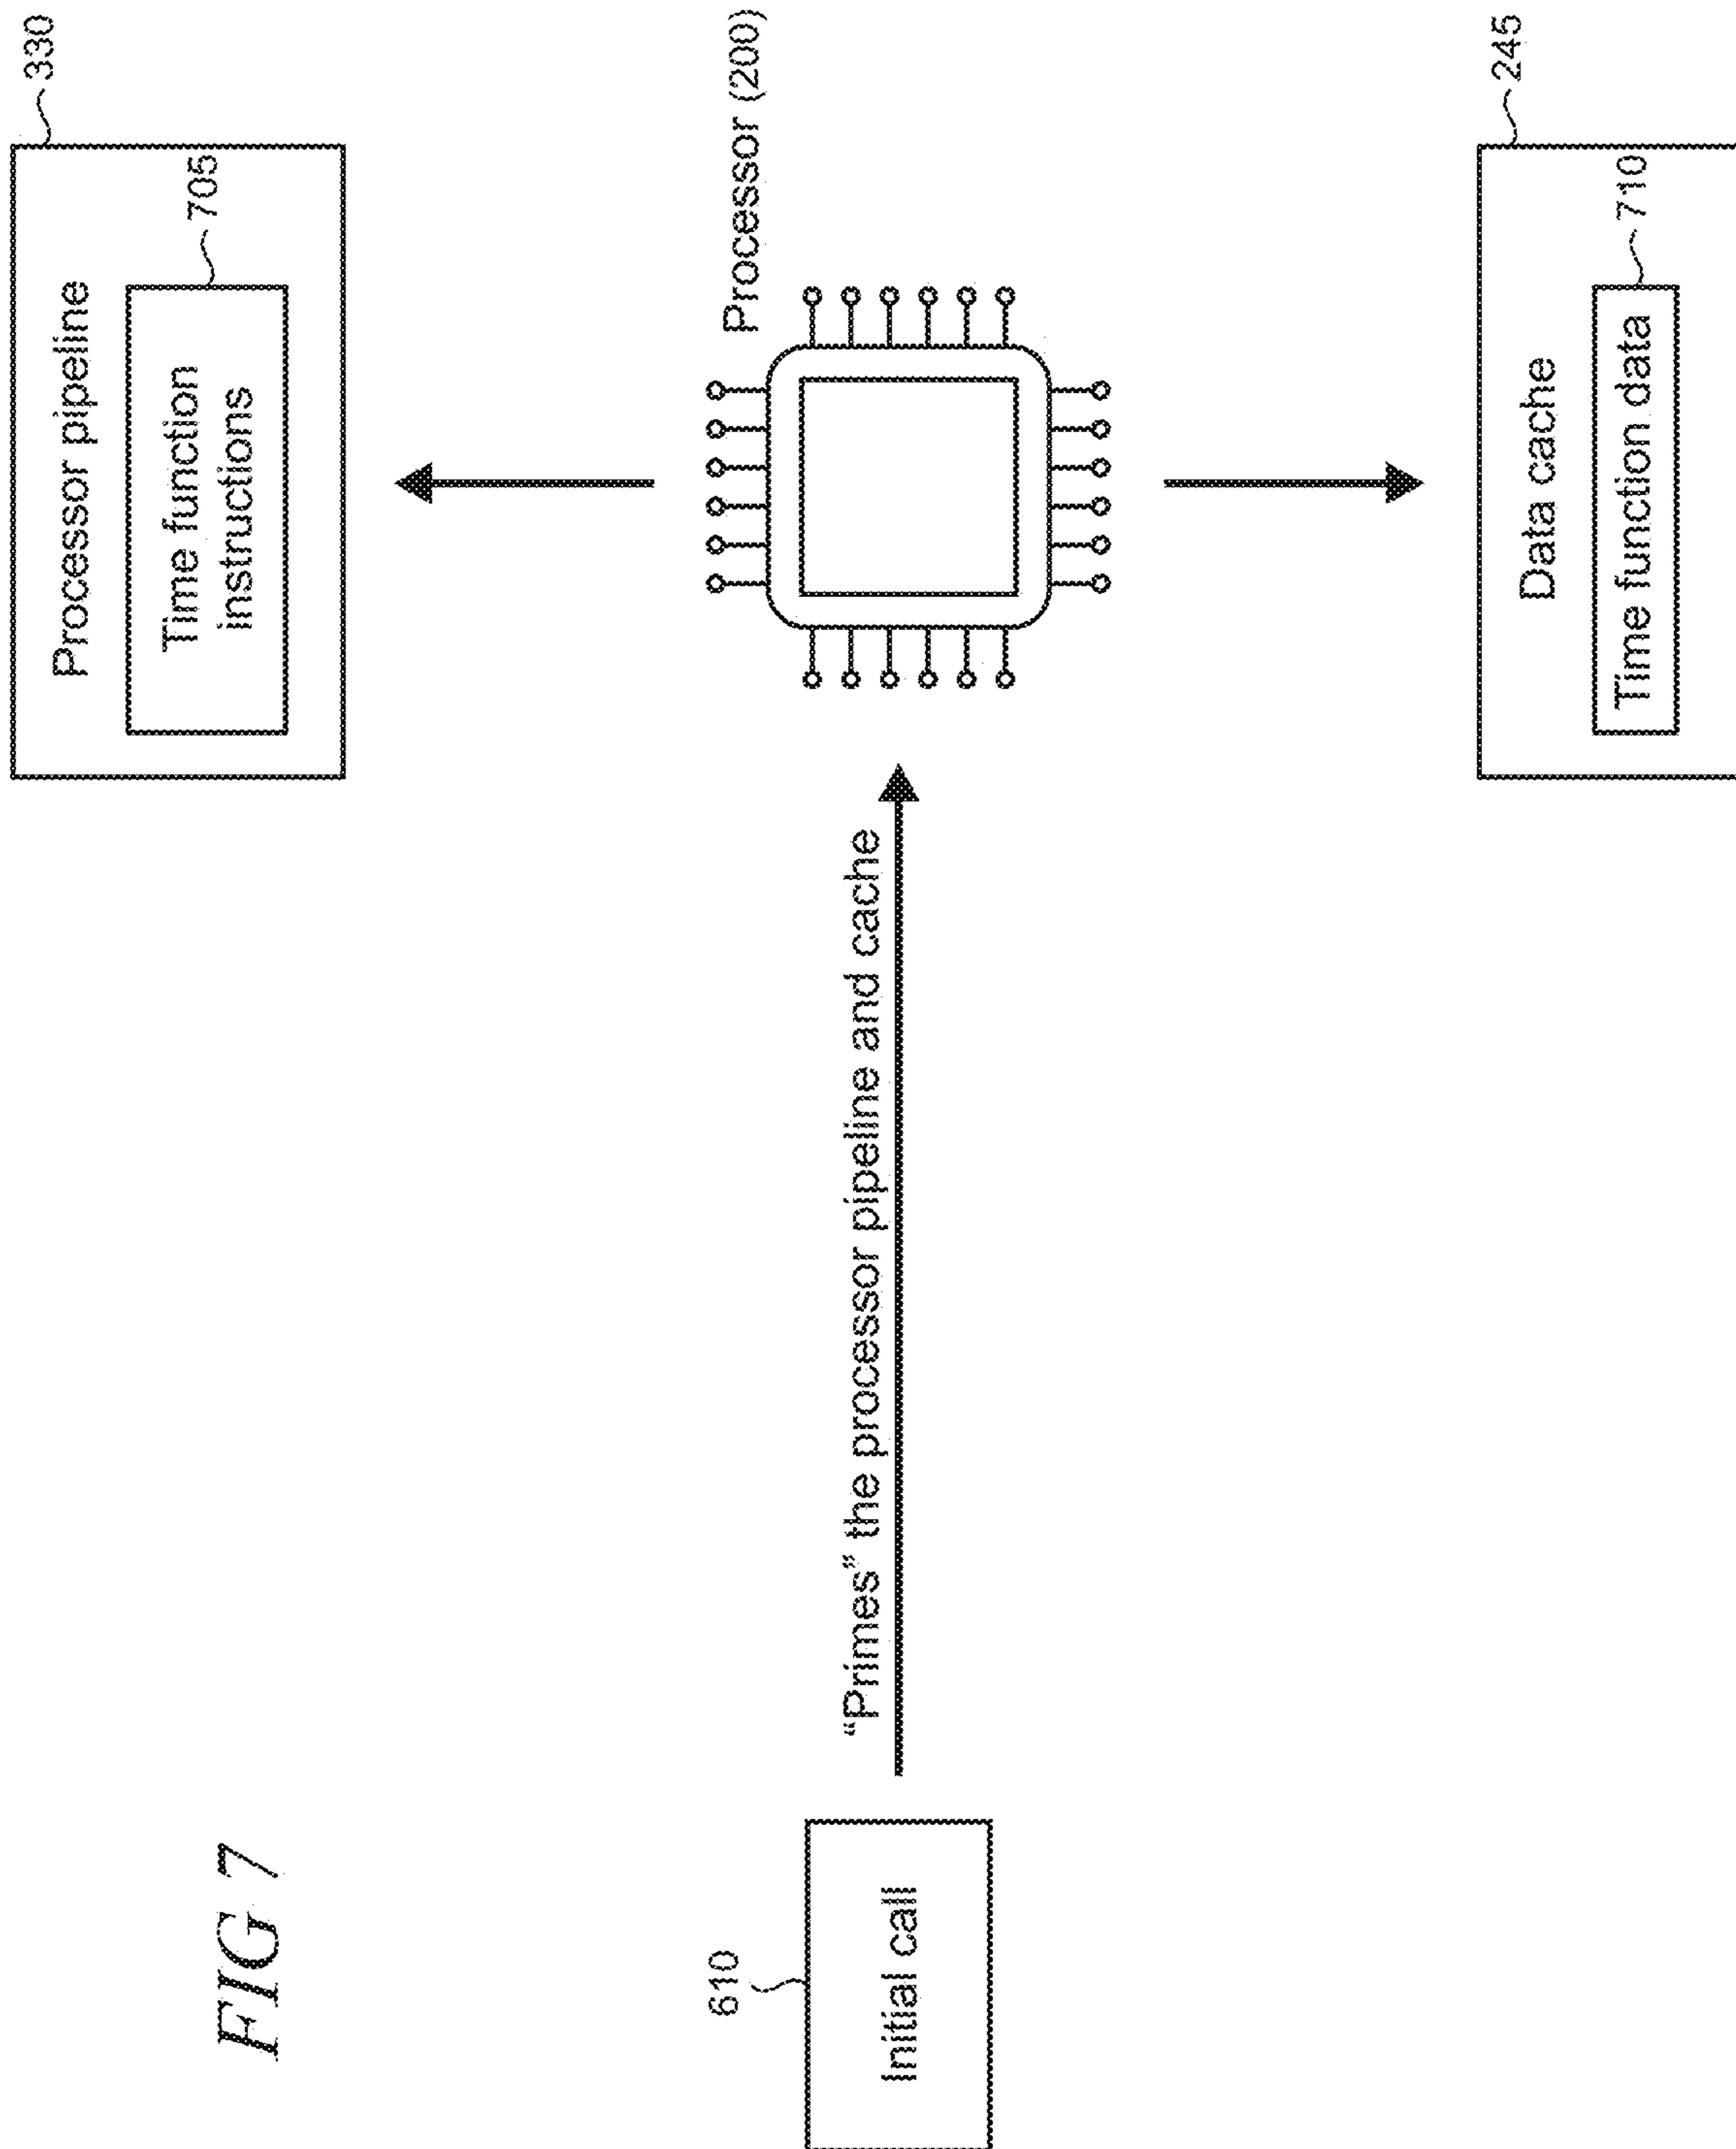 FIG 7
610
Initial call
“Primes” the processor pipeline and cache
Processor (200)
330
Processor pipeline
705
Time function
instructions
245
Data cache
710
Time function data